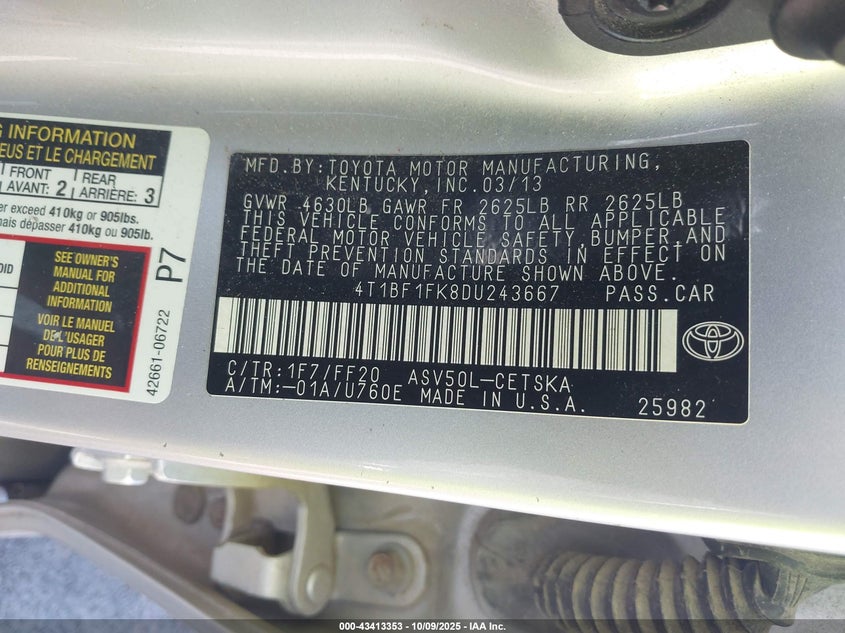 G INFORMATION
EUS ET LE CHARGEMENT
FRONT
AVANT: 2
REAR
ARRIÈRE: 3
er exceed 410kg or 905lbs.
mais dépasser 410kg ou 905lb.
OID
SEE OWNER'S
MANUAL FOR
ADDITIONAL
INFORMATION
VOIR LE MANUEL
DE L'USAGER
POUR PLUS DE
RENSEIGNEMENTS
P7
42661-06722
MFD.BY:TOYOTA MOTOR MANUFACTURING,
KENTUCKY,INC.03/13
GVWR 4630LB GAWR FR 2625LB RR 2625LB
THIS VEHICLE CONFORMS TO ALL APPLICABLE
FEDERAL MOTOR VEHICLE SAFETY,BUMPER,AND
THEFT PREVENTION STANDARDS IN EFFECT ON
THE DATE OF MANUFACTURE SHOWN ABOVE.
4T1BF1FK8DU243667 PASS.CAR
C/TR:1F7/FF20 ASV50L-CETSKA
A/TM:-01A/U760E MADE IN U.S.A. 25982
000-43413353 - 10/09/2025 - IAA Inc.